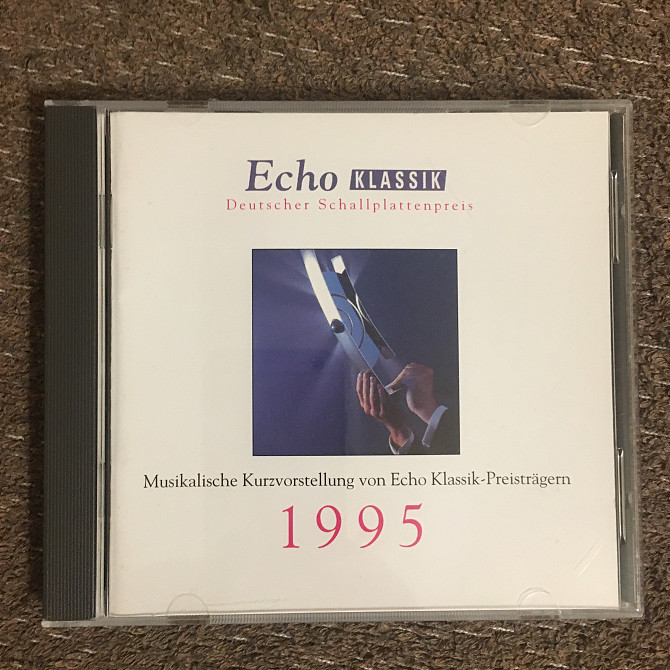 Echo KLASSIK
Deutscher Schallplattenpreis
Musikalische Kurzvorstellung von Echo Klassik-Preisträgern
1995